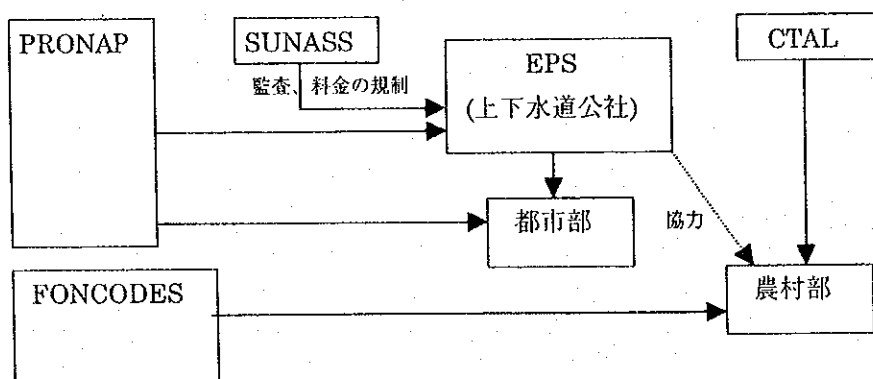 PRONAP
SUNASS
CTAL
EPS
(上下水道公社)
監査、料金の規制
都市部
協力
農村部
FONCODES